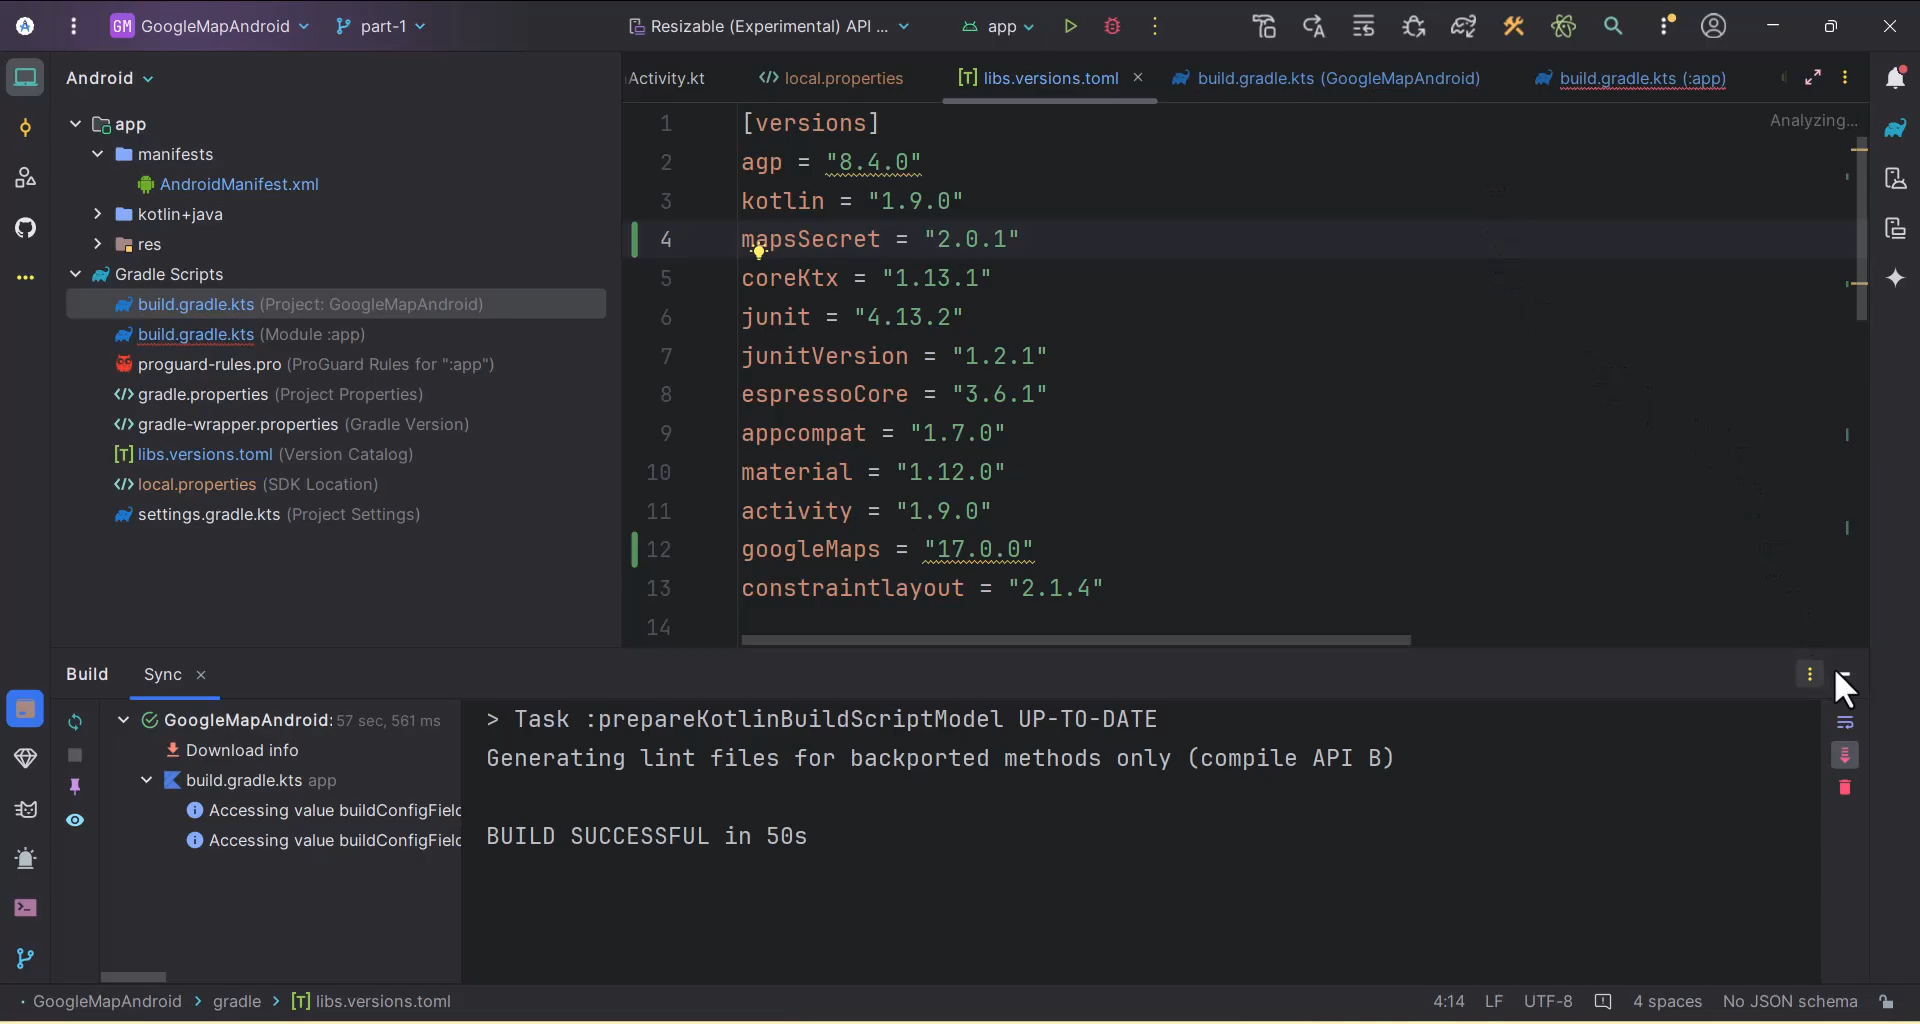 GM GoogleMapAndroid part-1 Resizable (Experimental) API ... app
Android
Activity.kt local.properties [T] libs.versions.toml build.gradle.kts (GoogleMapAndroid) build.gradle.kts (:app)
app
manifests
AndroidManifest.xml
kotlin+java
res
Gradle Scripts
build.gradle.kts (Project: GoogleMapAndroid)
build.gradle.kts (Module :app)
proguard-rules.pro (ProGuard Rules for ":app")
gradle.properties (Project Properties)
gradle-wrapper.properties (Gradle Version)
[T] libs.versions.toml (Version Catalog)
local.properties (SDK Location)
settings.gradle.kts (Project Settings)
Analyzing...
1 [versions]
2 agp = "8.4.0"
3 kotlin = "1.9.0"
4 mapsSecret = "2.0.1"
5 coreKtx = "1.13.1"
6 junit = "4.13.2"
7 junitVersion = "1.2.1"
8 espressoCore = "3.6.1"
9 appcompat = "1.7.0"
10 material = "1.12.0"
11 activity = "1.9.0"
12 googleMaps = "17.0.0"
13 constraintlayout = "2.1.4"
14
Build Sync
GoogleMapAndroid: 57 sec, 561 ms
Download info
build.gradle.kts app
Accessing value buildConfigField
Accessing value buildConfigField
> Task :prepareKotlinBuildScriptModel UP-TO-DATE
Generating lint files for backported methods only (compile API B)
BUILD SUCCESSFUL in 50s
GoogleMapAndroid > gradle > [T] libs.versions.toml
4:14 LF UTF-8 4 spaces No JSON schema